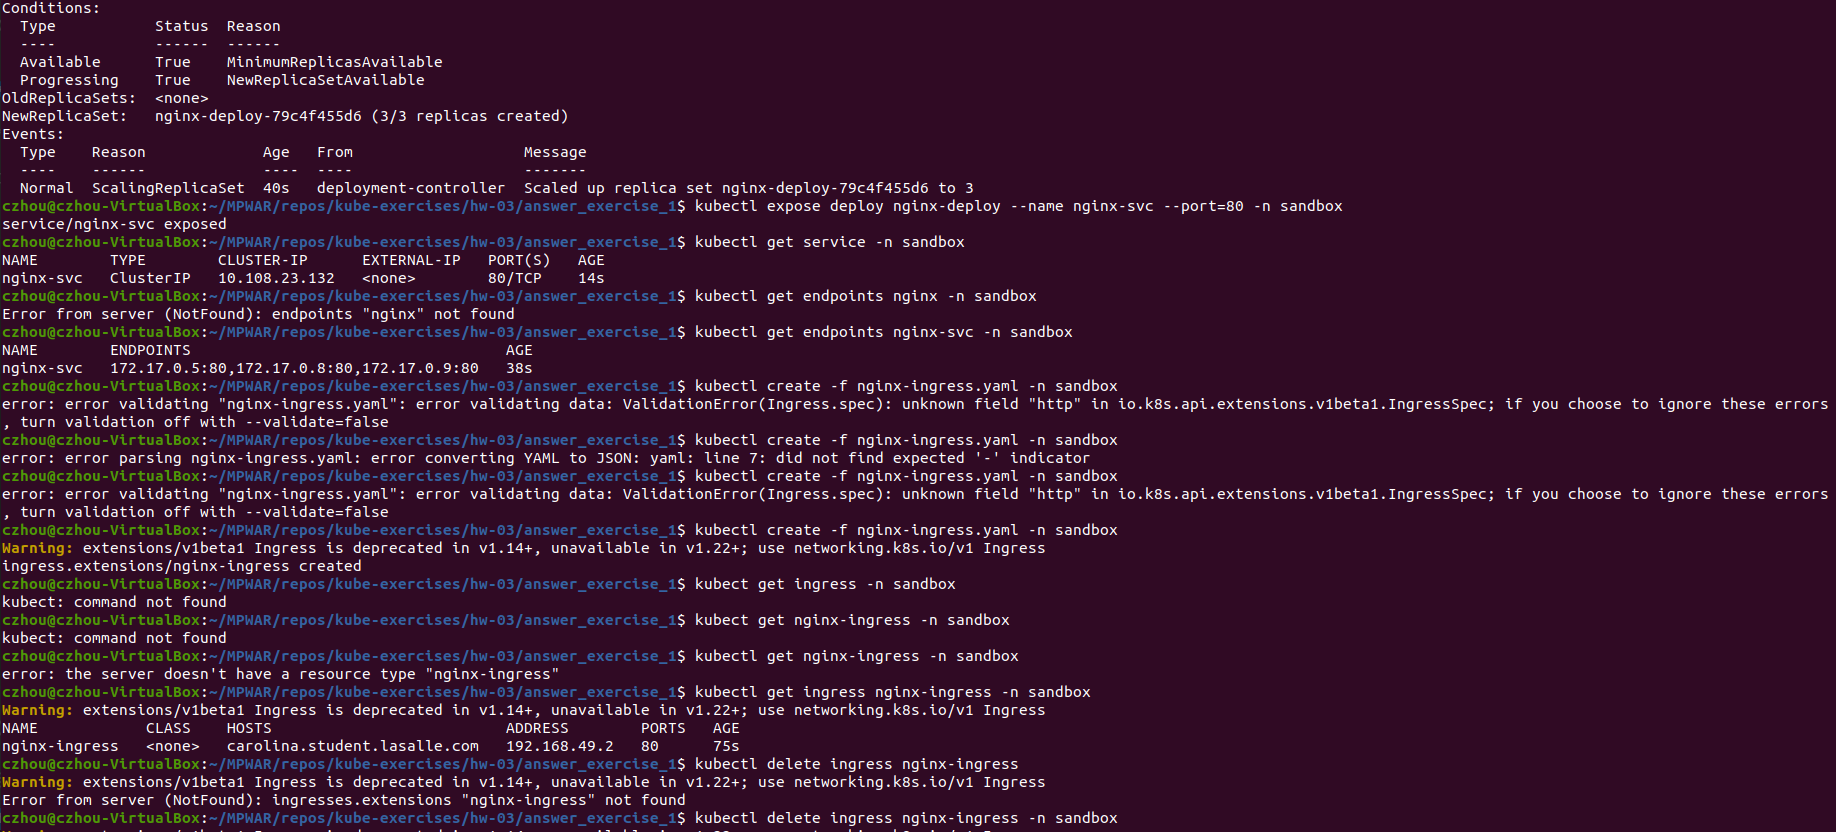 Conditions:
  Type           Status  Reason
  ----           ------  ------
  Available      True    MinimumReplicasAvailable
  Progressing    True    NewReplicaSetAvailable
OldReplicaSets:  <none>
NewReplicaSet:   nginx-deploy-79c4f455d6 (3/3 replicas created)
Events:
  Type    Reason             Age   From                   Message
  ----    ------             ----  ----                   -------
  Normal  ScalingReplicaSet  40s   deployment-controller  Scaled up replica set nginx-deploy-79c4f455d6 to 3
czhou@czhou-VirtualBox:~/MPWAR/repos/kube-exercises/hw-03/answer_exercise_1$ kubectl expose deploy nginx-deploy --name nginx-svc --port=80 -n sandbox
service/nginx-svc exposed
czhou@czhou-VirtualBox:~/MPWAR/repos/kube-exercises/hw-03/answer_exercise_1$ kubectl get service -n sandbox
NAME        TYPE        CLUSTER-IP      EXTERNAL-IP   PORT(S)   AGE
nginx-svc   ClusterIP   10.108.23.132   <none>        80/TCP    14s
czhou@czhou-VirtualBox:~/MPWAR/repos/kube-exercises/hw-03/answer_exercise_1$ kubectl get endpoints nginx -n sandbox
Error from server (NotFound): endpoints "nginx" not found
czhou@czhou-VirtualBox:~/MPWAR/repos/kube-exercises/hw-03/answer_exercise_1$ kubectl get endpoints nginx-svc -n sandbox
NAME        ENDPOINTS                                   AGE
nginx-svc   172.17.0.5:80,172.17.0.8:80,172.17.0.9:80   38s
czhou@czhou-VirtualBox:~/MPWAR/repos/kube-exercises/hw-03/answer_exercise_1$ kubectl create -f nginx-ingress.yaml -n sandbox
error: error validating "nginx-ingress.yaml": error validating data: ValidationError(Ingress.spec): unknown field "http" in io.k8s.api.extensions.v1beta1.IngressSpec; if you choose to ignore these errors
, turn validation off with --validate=false
czhou@czhou-VirtualBox:~/MPWAR/repos/kube-exercises/hw-03/answer_exercise_1$ kubectl create -f nginx-ingress.yaml -n sandbox
error: error parsing nginx-ingress.yaml: error converting YAML to JSON: yaml: line 7: did not find expected '-' indicator
czhou@czhou-VirtualBox:~/MPWAR/repos/kube-exercises/hw-03/answer_exercise_1$ kubectl create -f nginx-ingress.yaml -n sandbox
error: error validating "nginx-ingress.yaml": error validating data: ValidationError(Ingress.spec): unknown field "http" in io.k8s.api.extensions.v1beta1.IngressSpec; if you choose to ignore these errors
, turn validation off with --validate=false
czhou@czhou-VirtualBox:~/MPWAR/repos/kube-exercises/hw-03/answer_exercise_1$ kubectl create -f nginx-ingress.yaml -n sandbox
Warning: extensions/v1beta1 Ingress is deprecated in v1.14+, unavailable in v1.22+; use networking.k8s.io/v1 Ingress
ingress.extensions/nginx-ingress created
czhou@czhou-VirtualBox:~/MPWAR/repos/kube-exercises/hw-03/answer_exercise_1$ kubect get ingress -n sandbox
kubect: command not found
czhou@czhou-VirtualBox:~/MPWAR/repos/kube-exercises/hw-03/answer_exercise_1$ kubect get nginx-ingress -n sandbox
kubect: command not found
czhou@czhou-VirtualBox:~/MPWAR/repos/kube-exercises/hw-03/answer_exercise_1$ kubectl get nginx-ingress -n sandbox
error: the server doesn't have a resource type "nginx-ingress"
czhou@czhou-VirtualBox:~/MPWAR/repos/kube-exercises/hw-03/answer_exercise_1$ kubectl get ingress nginx-ingress -n sandbox
Warning: extensions/v1beta1 Ingress is deprecated in v1.14+, unavailable in v1.22+; use networking.k8s.io/v1 Ingress
NAME            CLASS    HOSTS                          ADDRESS        PORTS   AGE
nginx-ingress   <none>   carolina.student.lasalle.com   192.168.49.2   80      75s
czhou@czhou-VirtualBox:~/MPWAR/repos/kube-exercises/hw-03/answer_exercise_1$ kubectl delete ingress nginx-ingress
Warning: extensions/v1beta1 Ingress is deprecated in v1.14+, unavailable in v1.22+; use networking.k8s.io/v1 Ingress
Error from server (NotFound): ingresses.extensions "nginx-ingress" not found
czhou@czhou-VirtualBox:~/MPWAR/repos/kube-exercises/hw-03/answer_exercise_1$ kubectl delete ingress nginx-ingress -n sandbox